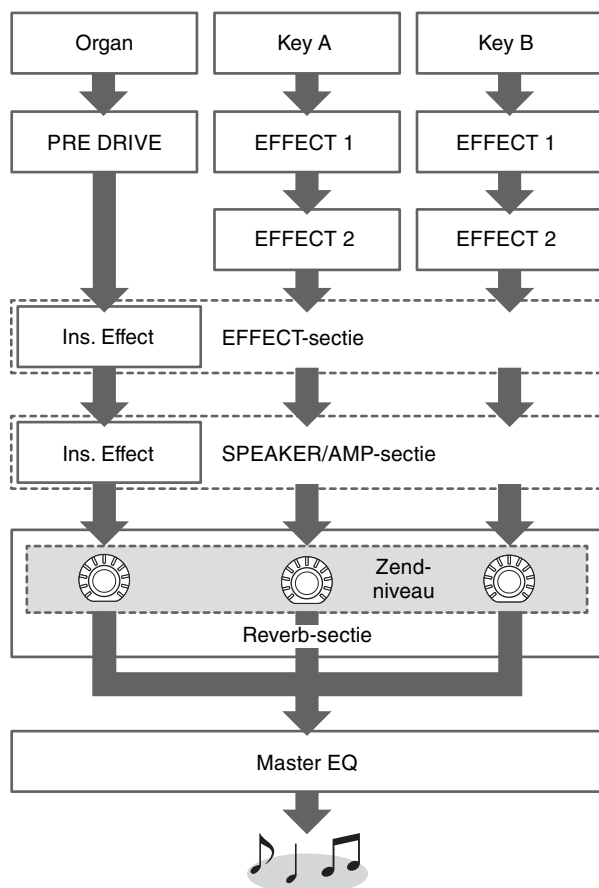 Organ
Key A
Key B
PRE DRIVE
EFFECT 1
EFFECT 1
EFFECT 2
EFFECT 2
Ins. Effect
EFFECT-sectie
Ins. Effect
SPEAKER/AMP-sectie
Zend-
niveau
Reverb-sectie
Master EQ